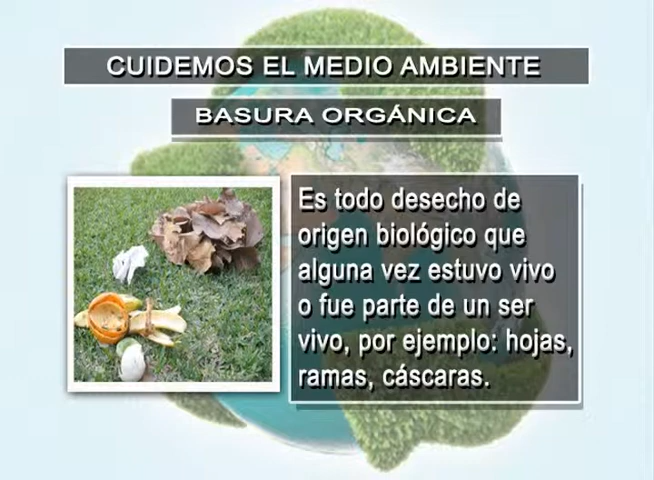 CUIDEMOS EL MEDIO AMBIENTE
BASURA ORGÁNICA
Es todo desecho de
origen biológico que
alguna vez estuvo vivo
o fue parte de un ser
vivo, por ejemplo: hojas,
ramas, cáscaras.